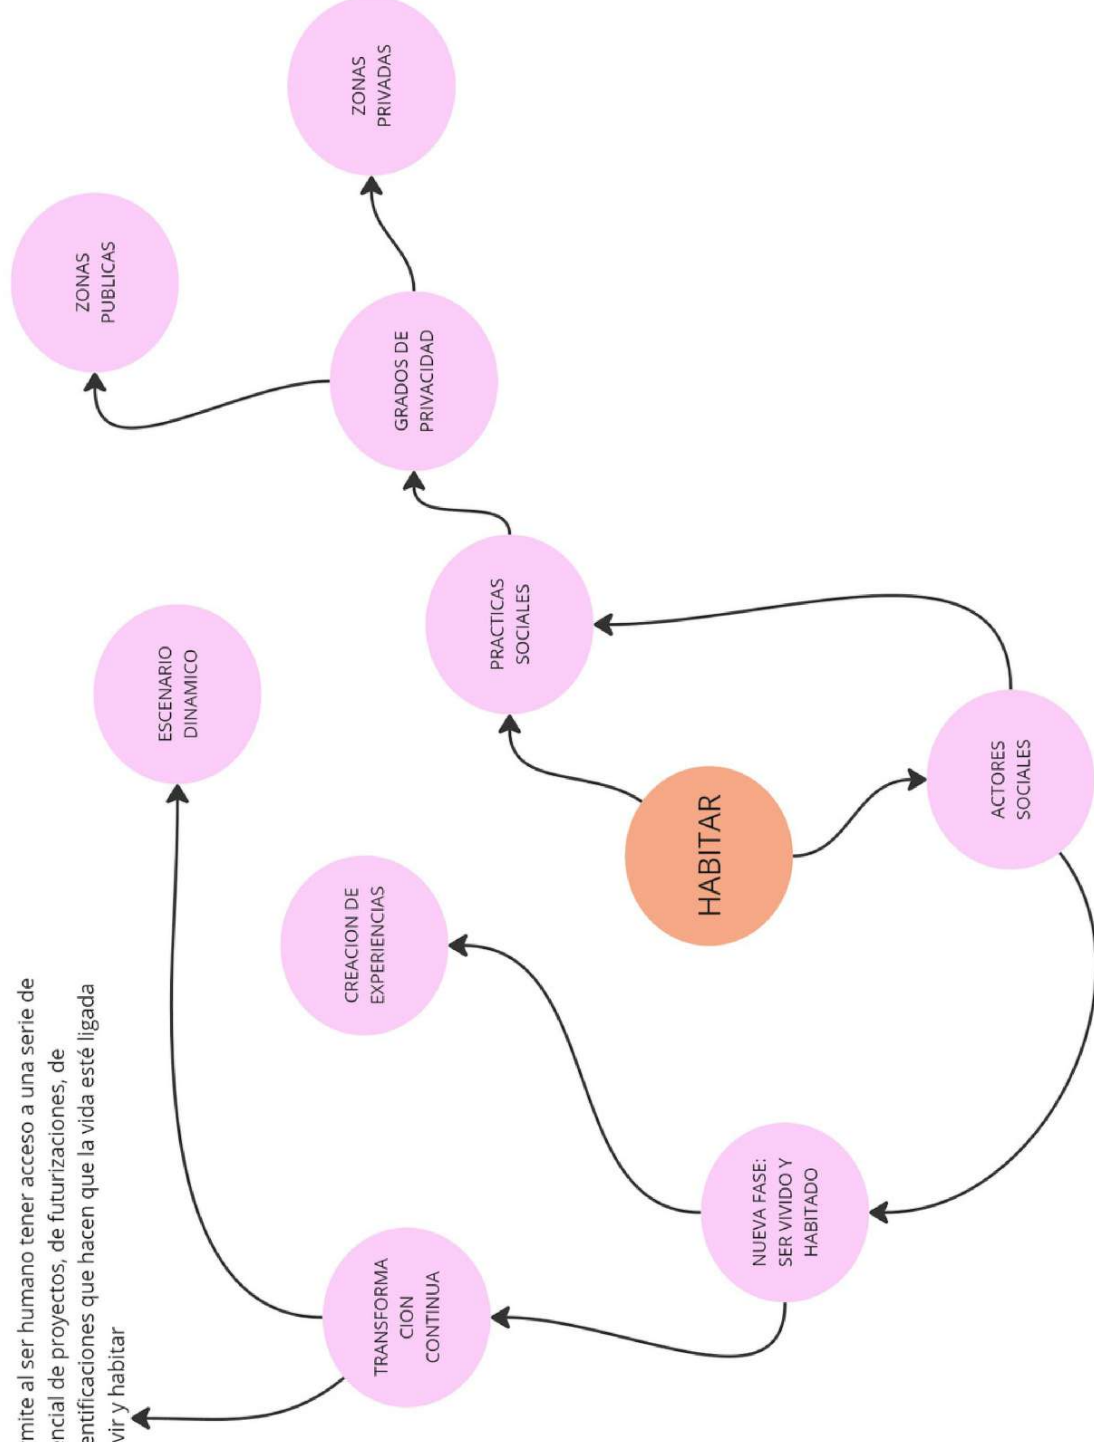 rmite al ser humano tener acceso a una serie de
ncial de proyectos, de futurizaciones, de
entificaciones que hacen que la vida esté ligada
vir y habitar
ZONAS
PUBLICAS
ESCENARIO
DINAMICO
CREACION DE
EXPERIENCIAS
ZONAS
PRIVADAS
TRANSFORMA
CION
CONTINUA
GRADOS DE
PRIVACIDAD
PRACTICAS
SOCIALES
HABITAR
NUEVA FASE:
SER VIVIDO Y
HABITADO
ACTORES
SOCIALES